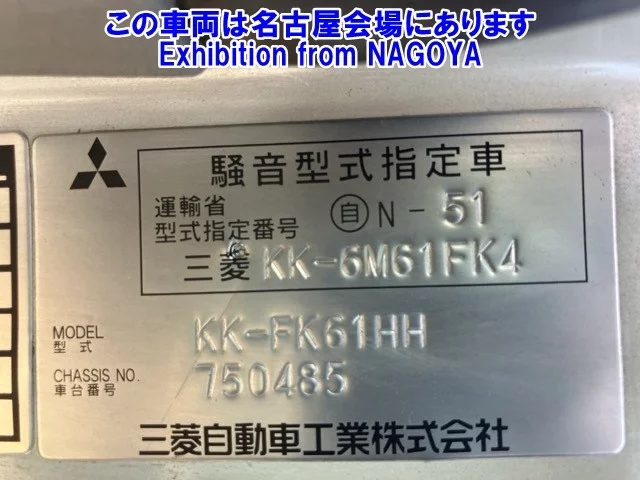 この車両は名古屋会場にあります
Exhibition from NAGOYA
騒音型式指定車
運輸省
型式指定番号 自 N - 51
三菱 KK-6M61FK4
MODEL
型式 KK-FK61HH
CHASSIS NO.
車台番号 750485
三菱自動車工業株式会社